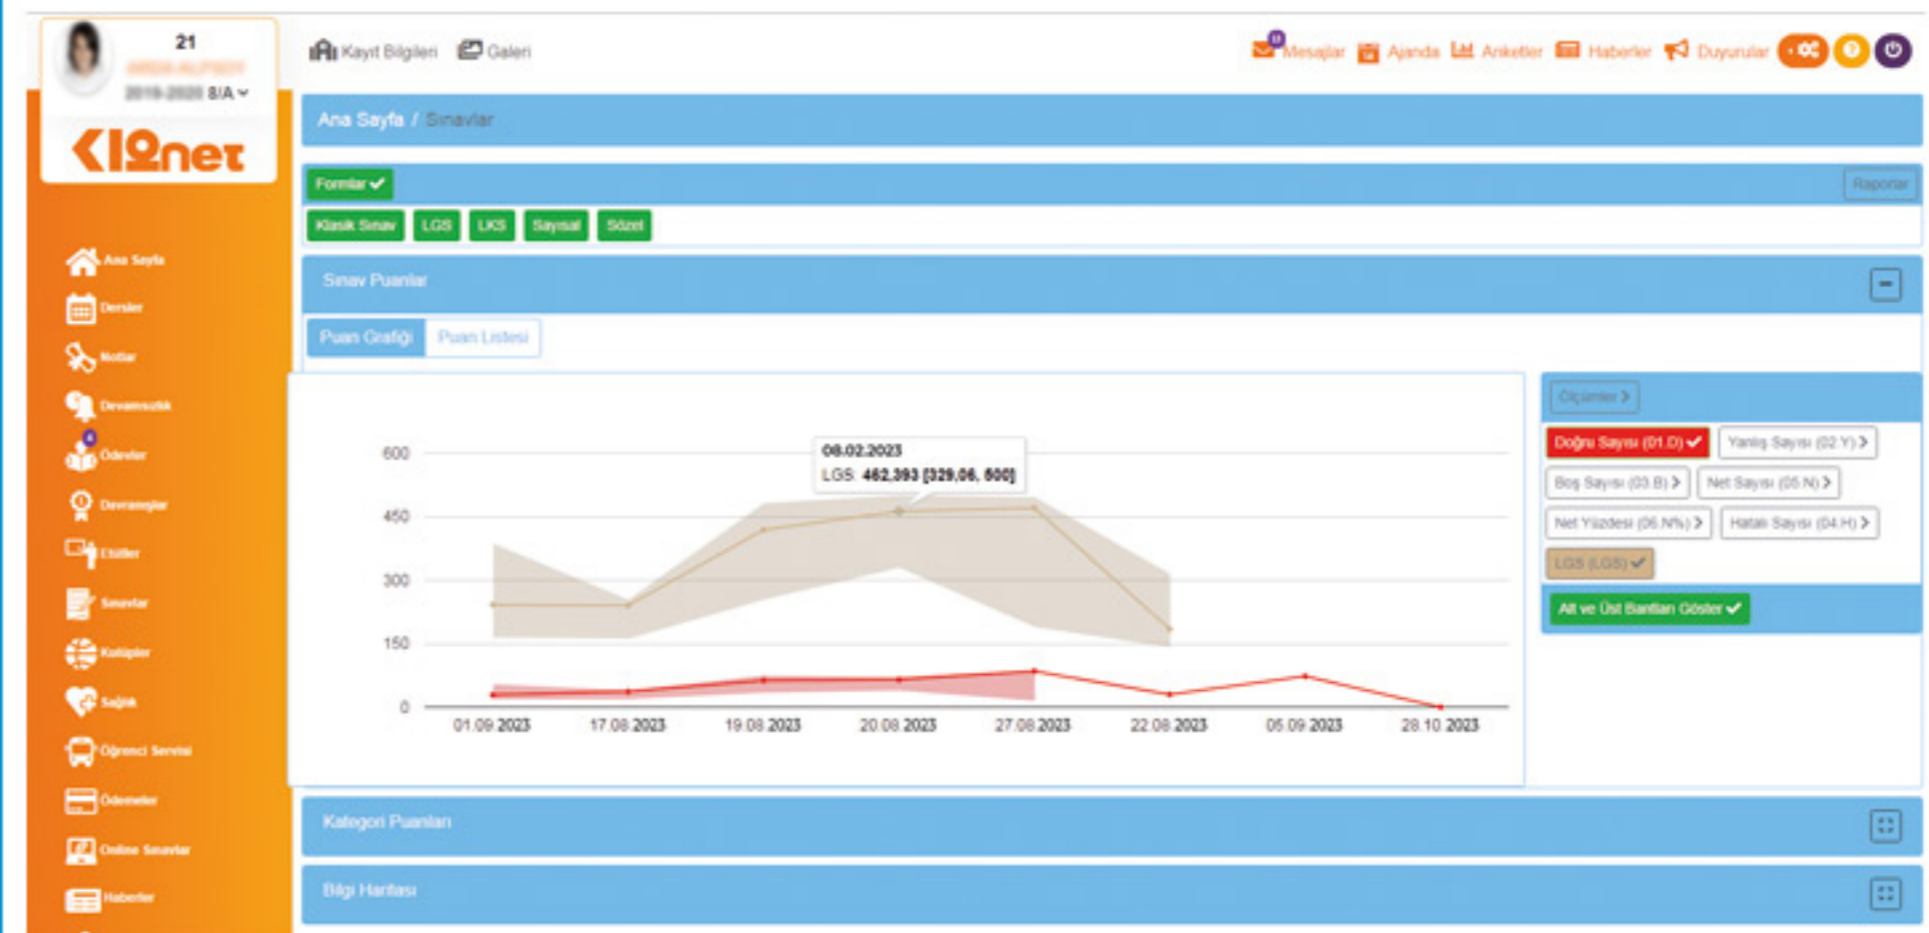 21
8/A
K12net
Kayıt Bilgileri
Galeri
Mesajlar
Ajanda
Anketler
Haberler
Duyurular
Ana Sayfa / Sınavlar
Formlar
Raporlar
Klasik Sınav
LGS
LKS
Sayısal
Sözel
Ana Sayfa
Dersler
Notlar
Devamsızlık
4
Ödevler
Davranışlar
Etütler
Sınavlar
Kulüpler
Sağlık
Öğrenci Servisi
Ödemeler
Online Sınavlar
Haberler
Sınav Puanlar
Puan Grafiği
Puan Listesi
600
450
300
150
0
08.02.2023
LGS: 462,393 [329,06, 500]
01.09.2023
17.08.2023
19.08.2023
20.08.2023
27.08.2023
22.08.2023
05.09.2023
28.10.2023
Ölçümler
Doğru Sayısı (01.D)
Yanlış Sayısı (02.Y)
Boş Sayısı (03.B)
Net Sayısı (05.N)
Net Yüzdesi (06.N%)
Hatalı Sayısı (04.H)
LGS (LGS)
Alt ve Üst Bantları Göster
Kategori Puanları
Bilgi Haritası